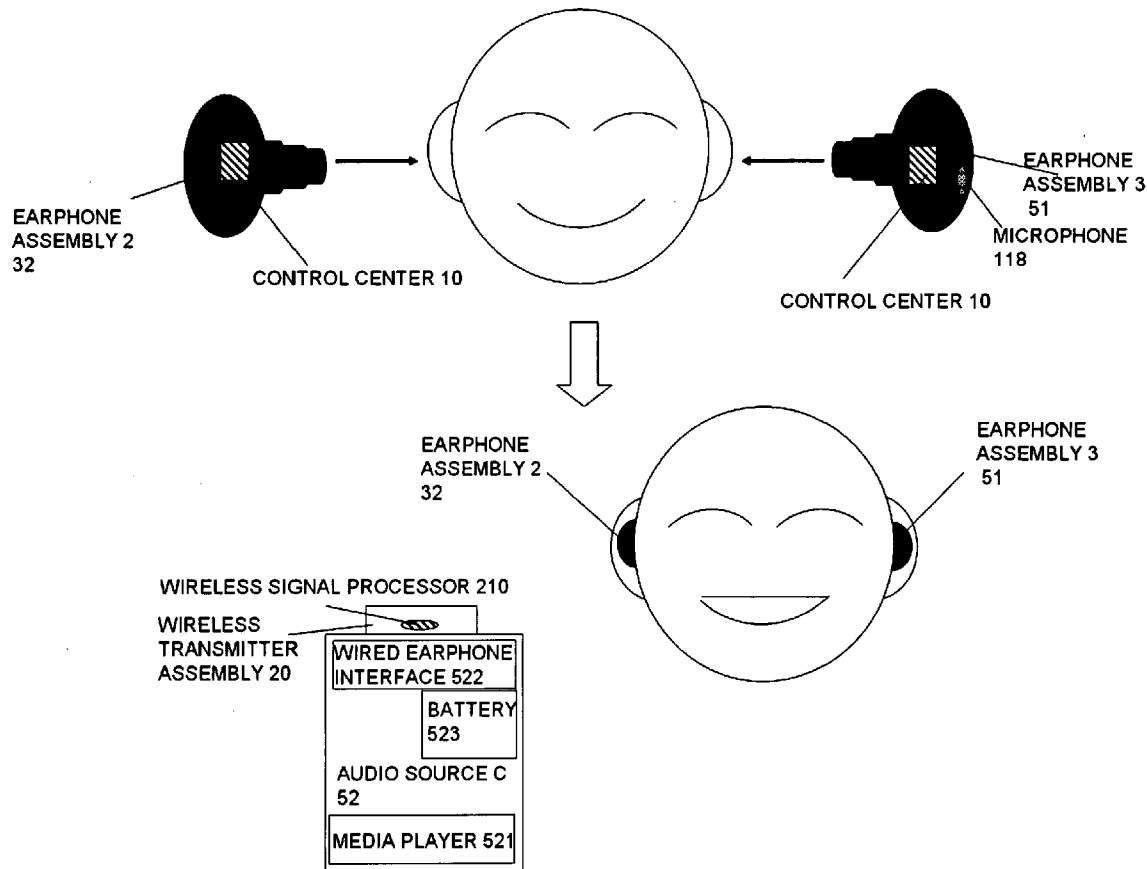 EARPHONE
ASSEMBLY 2
32
CONTROL CENTER 10
EARPHONE
ASSEMBLY 3
51
MICROPHONE
118
CONTROL CENTER 10
EARPHONE
ASSEMBLY 2
32
EARPHONE
ASSEMBLY 3
51
WIRELESS SIGNAL PROCESSOR 210
WIRELESS
TRANSMITTER
ASSEMBLY 20
WIRED EARPHONE
INTERFACE 522
BATTERY
523
AUDIO SOURCE C
52
MEDIA PLAYER 521